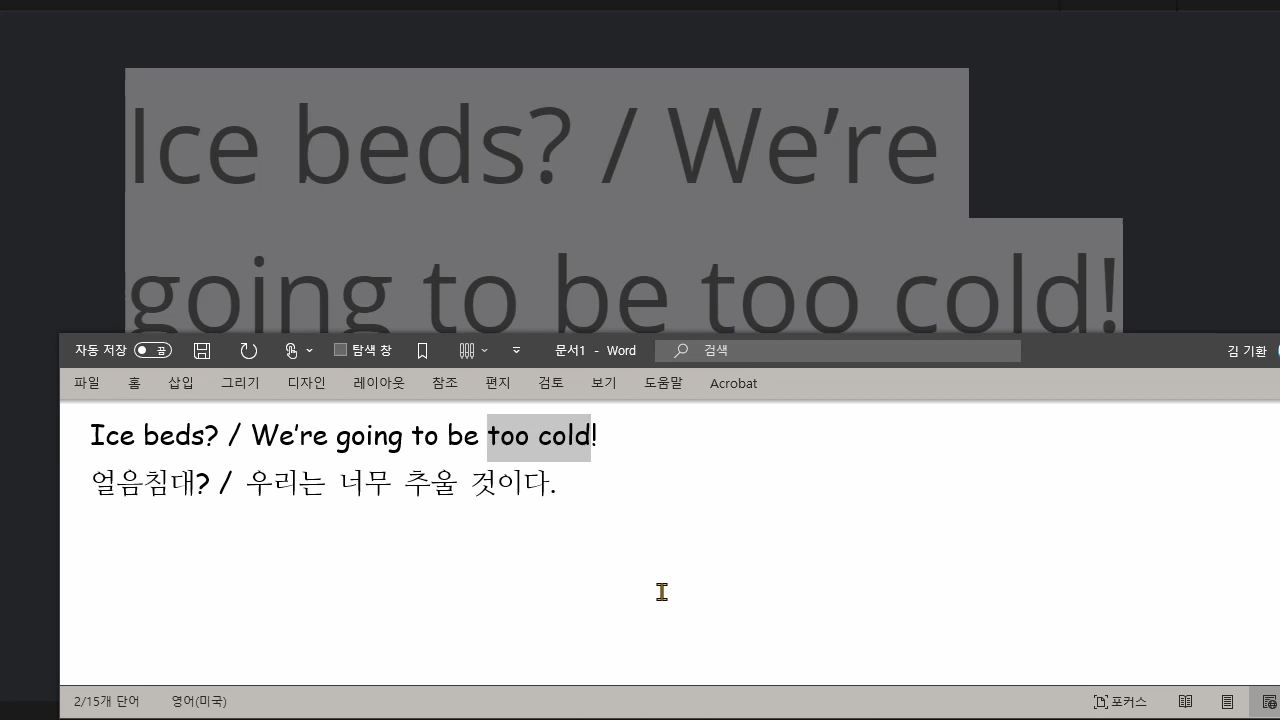 Ice beds? / We’re
going to be too cold!
자동 저장 끔 탐색 창 문서1 - Word 검색 김 기환
파일 홈 삽입 그리기 디자인 레이아웃 참조 편지 검토 보기 도움말 Acrobat
Ice beds? / We’re going to be too cold!
얼음침대? / 우리는 너무 추울 것이다.
2/15개 단어 영어(미국) 포커스